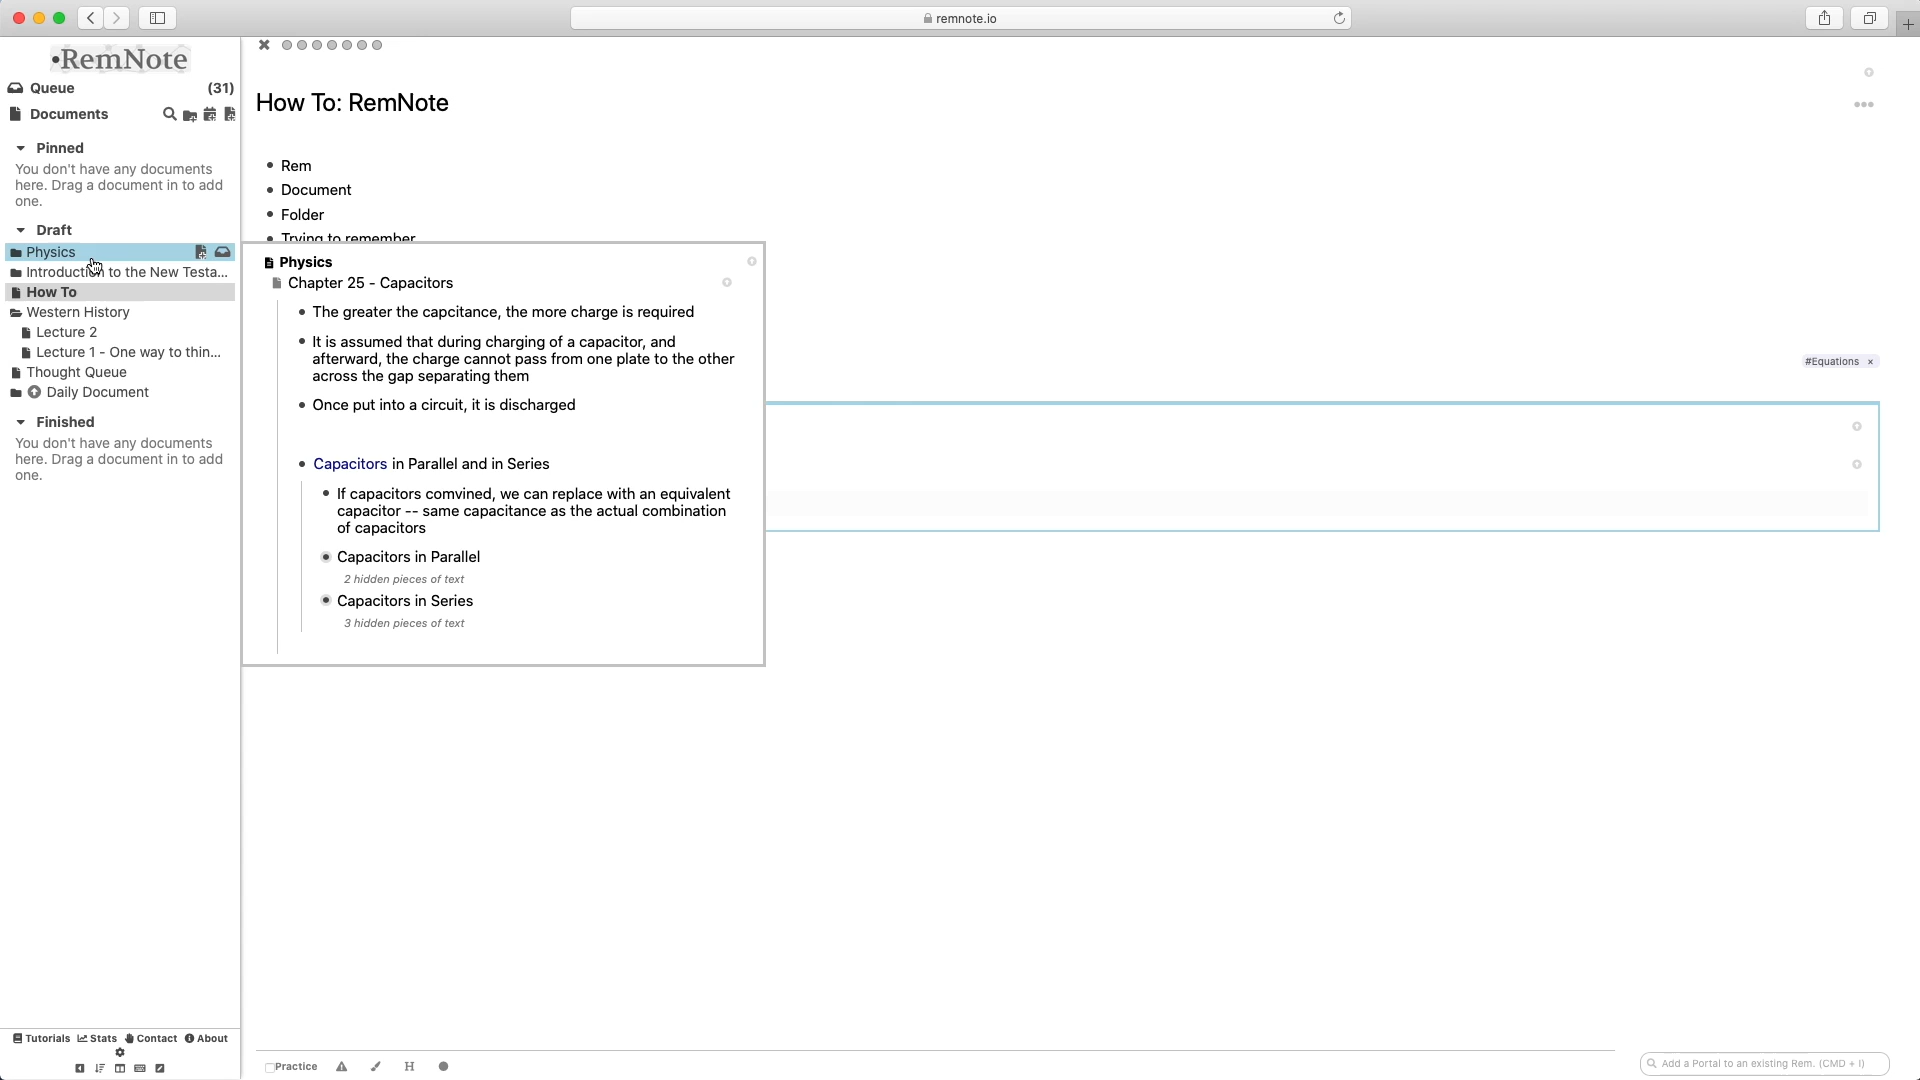 remnote.io
•RemNote
Queue (31)
Documents
Pinned
You don't have any documents
here. Drag a document in to add
one.
Draft
Physics
Introduction to the New Testa...
How To
Western History
Lecture 2
Lecture 1 - One way to thin...
Thought Queue
Daily Document
Finished
You don't have any documents
here. Drag a document in to add
one.
Tutorials Stats Contact About
How To: RemNote
Rem
Document
Folder
Trying to remember
Physics
Chapter 25 - Capacitors
The greater the capcitance, the more charge is required
It is assumed that during charging of a capacitor, and
afterward, the charge cannot pass from one plate to the other
across the gap separating them
Once put into a circuit, it is discharged
Capacitors in Parallel and in Series
If capacitors comvined, we can replace with an equivalent
capacitor -- same capacitance as the actual combination
of capacitors
Capacitors in Parallel
2 hidden pieces of text
Capacitors in Series
3 hidden pieces of text
#Equations ×
Practice
H
Add a Portal to an existing Rem. (CMD + I)